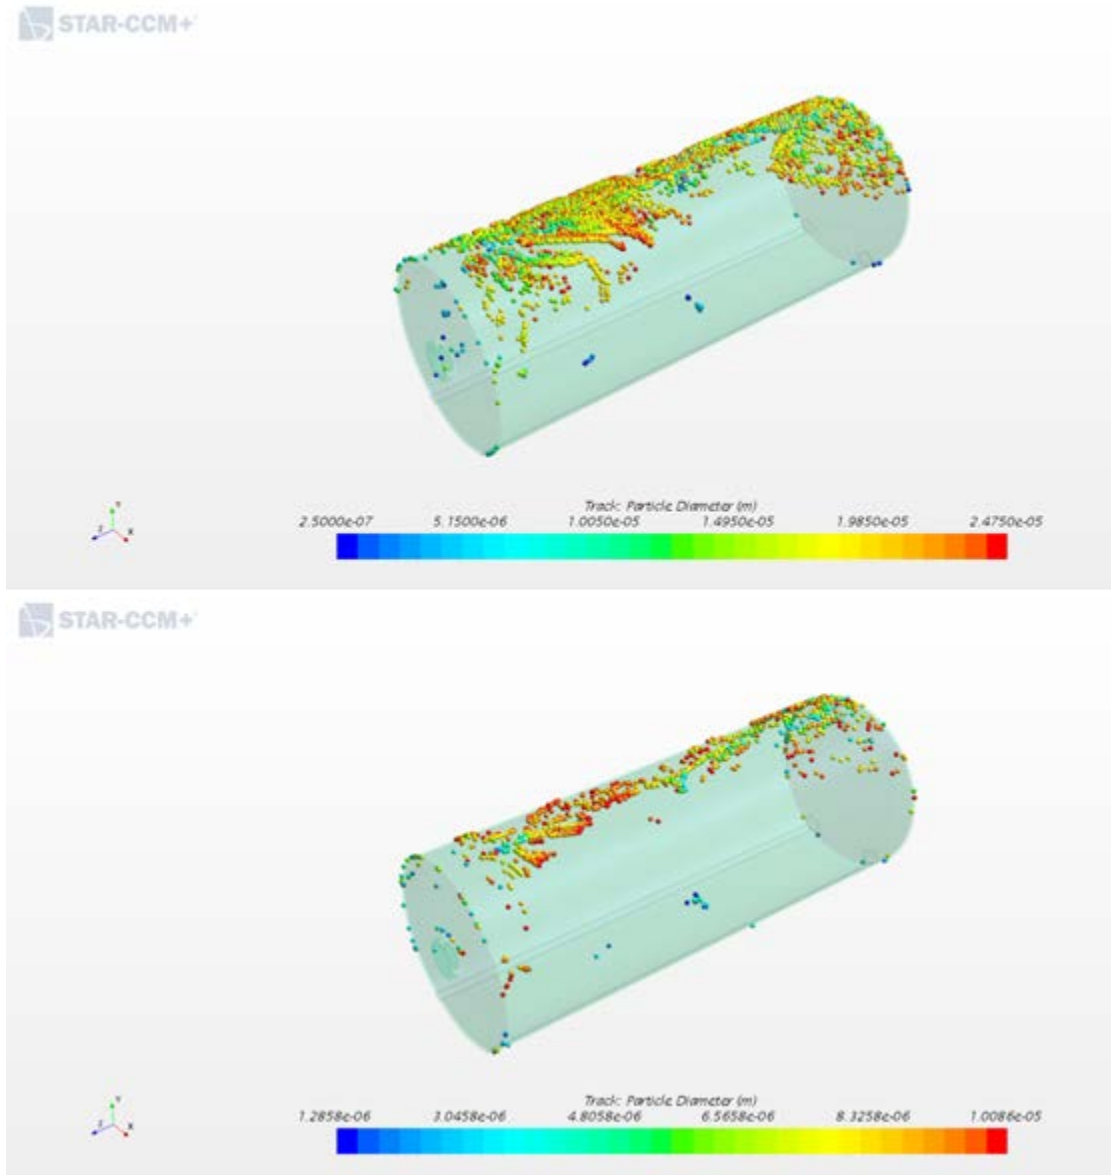 STAR-CCM+
Track: Particle Diameter (m)
2.5000e-07 5.1500e-06 1.0050e-05 1.4950e-05 1.9850e-05 2.4750e-05
Y
Z X
STAR-CCM+
Track: Particle Diameter (m)
1.2858e-06 3.0458e-06 4.8058e-06 6.5658e-06 8.3258e-06 1.0086e-05
Y
Z X